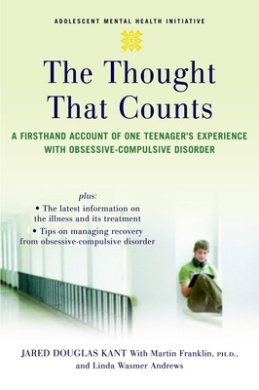 ADOLESCENT MENTAL HEALTH INITIATIVE
The Thought
That Counts
A FIRSTHAND ACCOUNT OF ONE TEENAGER'S EXPERIENCE
WITH OBSESSIVE-COMPULSIVE DISORDER
plus:
• The latest information on
the illness and its treatment
• Tips on managing recovery
from obsessive-compulsive disorder
JARED DOUGLAS KANT With Martin Franklin, PH.D.,
and Linda Wasmer Andrews